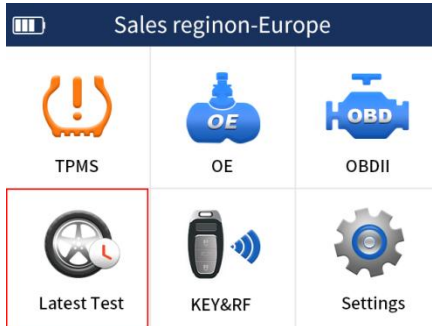 Sales reginon-Europe
OE
OBD
TPMS
OE
OBDII
Latest Test
KEY&RF
Settings